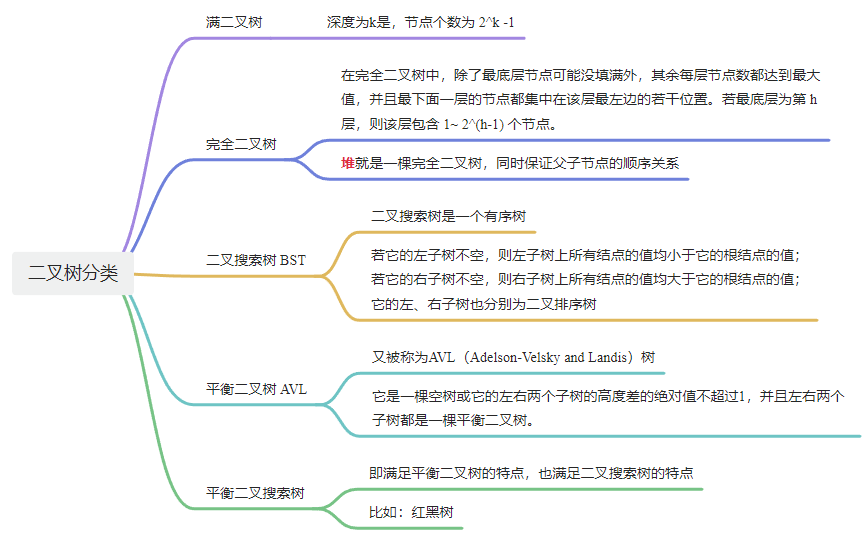 满二叉树
深度为k是，节点个数为 2^k -1
在完全二叉树中，除了最底层节点可能没填满外，其余每层节点数都达到最大
值，并且最下面一层的节点都集中在该层最左边的若干位置。若最底层为第 h
层，则该层包含 1~ 2^(h-1) 个节点。
完全二叉树
堆就是一棵完全二叉树，同时保证父子节点的顺序关系
二叉搜索树是一个有序树
二叉搜索树 BST
若它的左子树不空，则左子树上所有结点的值均小于它的根结点的值；
若它的右子树不空，则右子树上所有结点的值均大于它的根结点的值；
它的左、右子树也分别为二叉排序树
二叉树分类
又被称为AVL（Adelson-Velsky and Landis）树
平衡二叉树 AVL
它是一棵空树或它的左右两个子树的高度差的绝对值不超过1，并且左右两个
子树都是一棵平衡二叉树。
即满足平衡二叉树的特点，也满足二叉搜索树的特点
平衡二叉搜索树
比如：红黑树